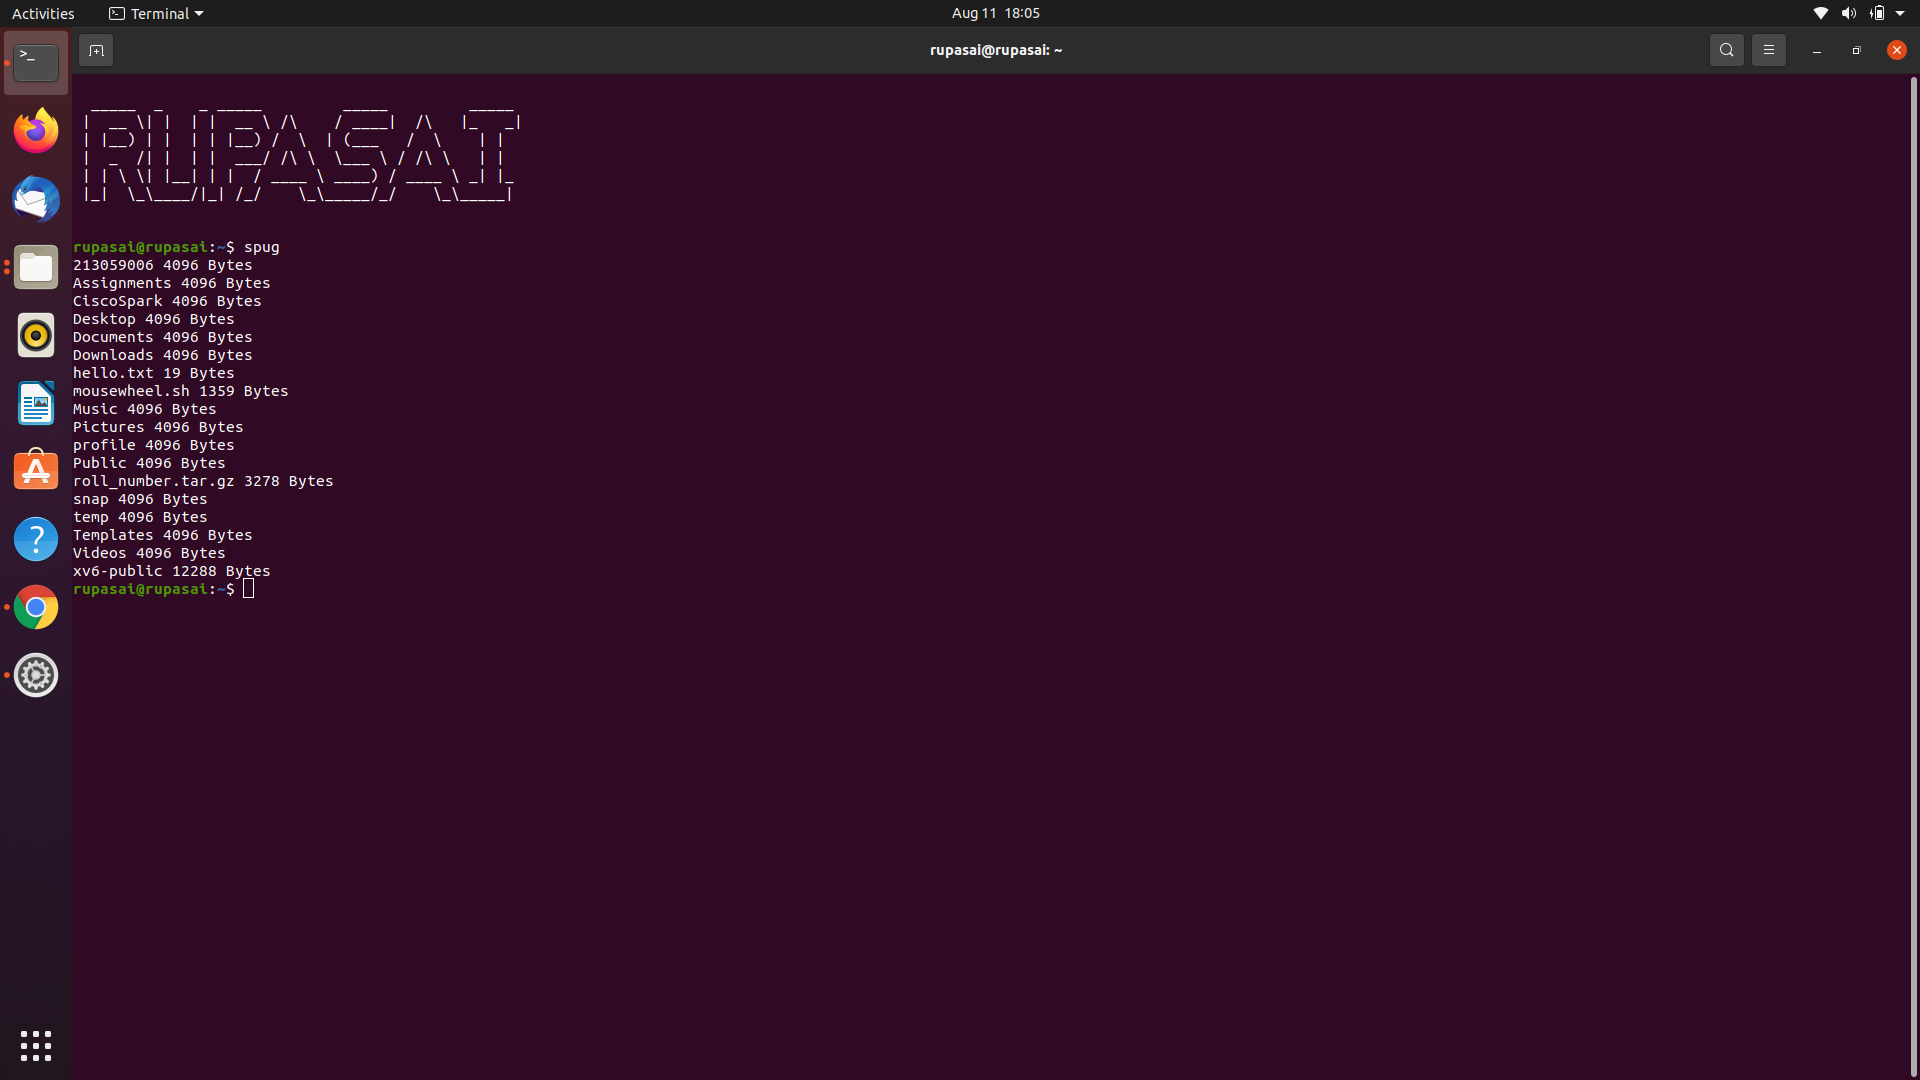 Activities Terminal Aug 11 18:05
rupasai@rupasai: ~
RUPASAI
rupasai@rupasai:~$ spug
213059006 4096 Bytes
Assignments 4096 Bytes
CiscoSpark 4096 Bytes
Desktop 4096 Bytes
Documents 4096 Bytes
Downloads 4096 Bytes
hello.txt 19 Bytes
mousewheel.sh 1359 Bytes
Music 4096 Bytes
Pictures 4096 Bytes
profile 4096 Bytes
Public 4096 Bytes
roll_number.tar.gz 3278 Bytes
snap 4096 Bytes
temp 4096 Bytes
Templates 4096 Bytes
Videos 4096 Bytes
xv6-public 12288 Bytes
rupasai@rupasai:~$